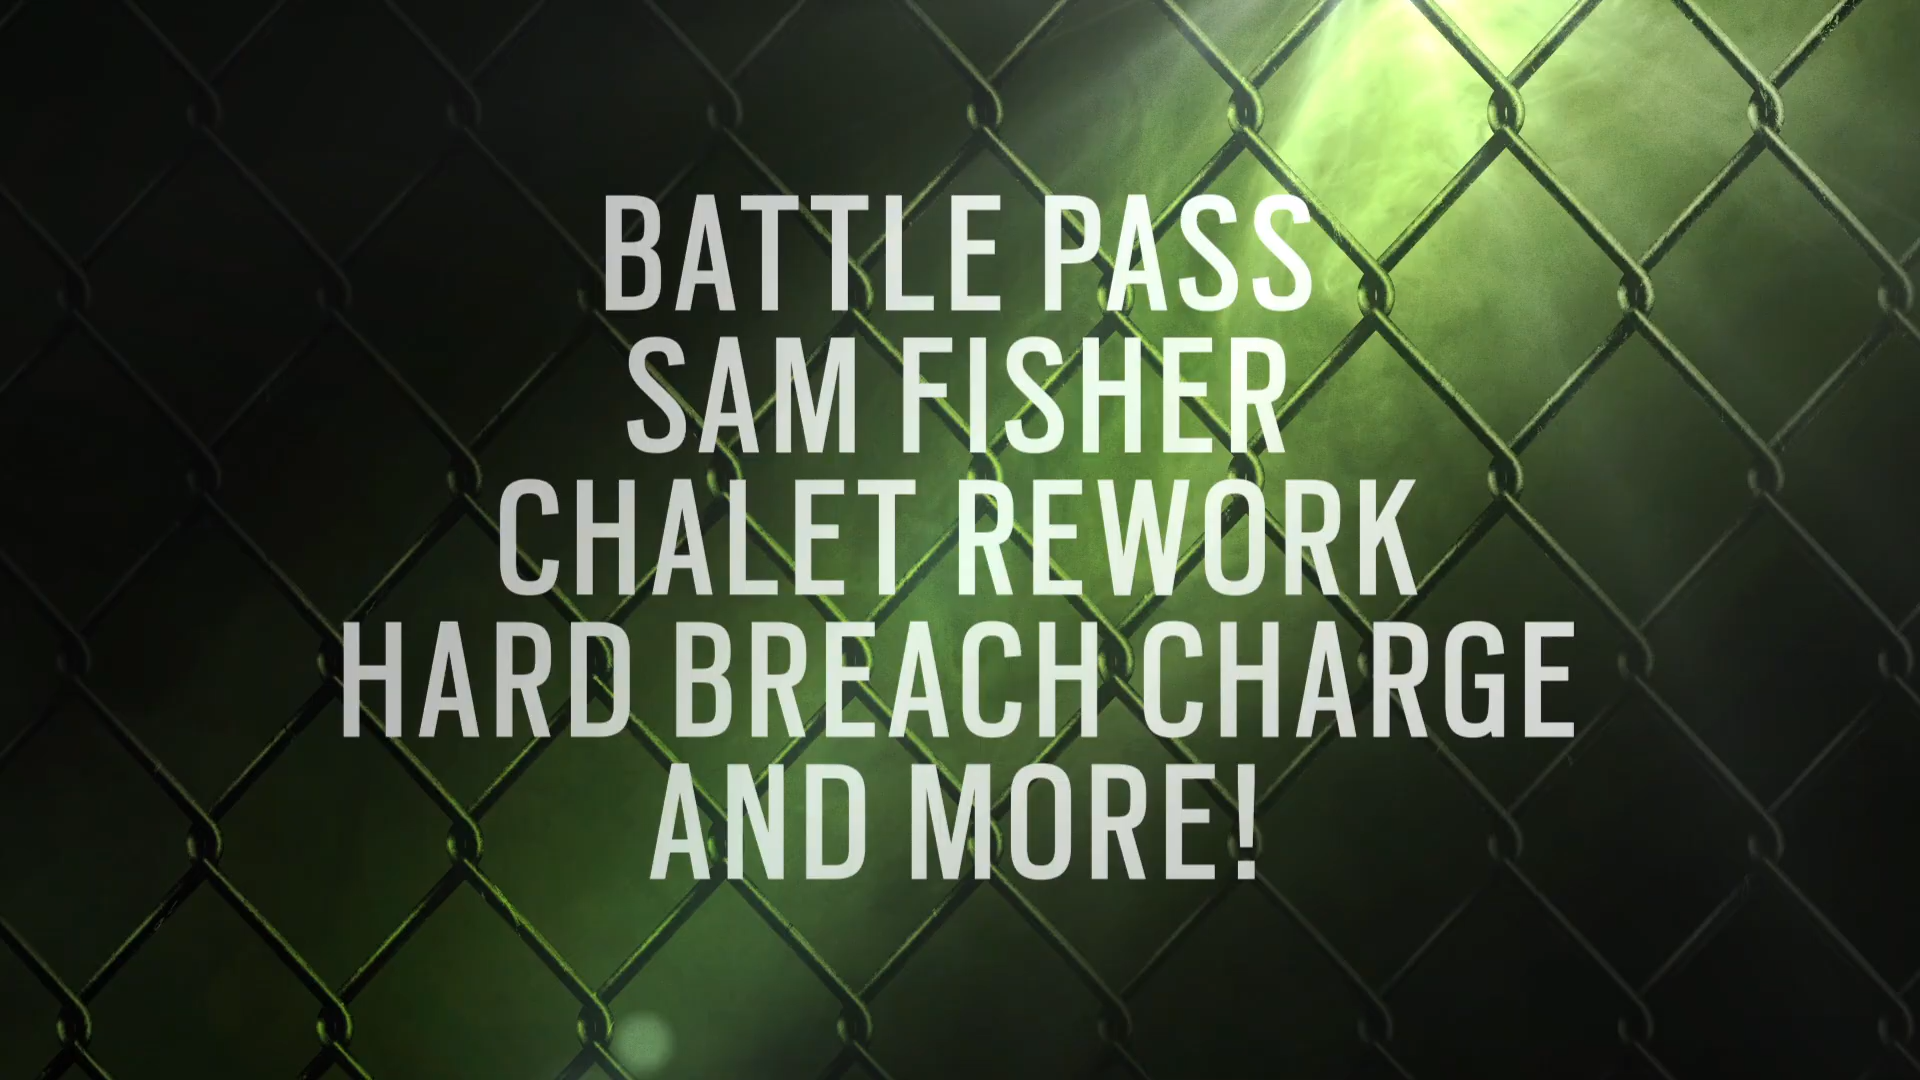 BATTLE PASS
SAM FISHER
CHALET REWORK
HARD BREACH CHARGE
AND MORE!